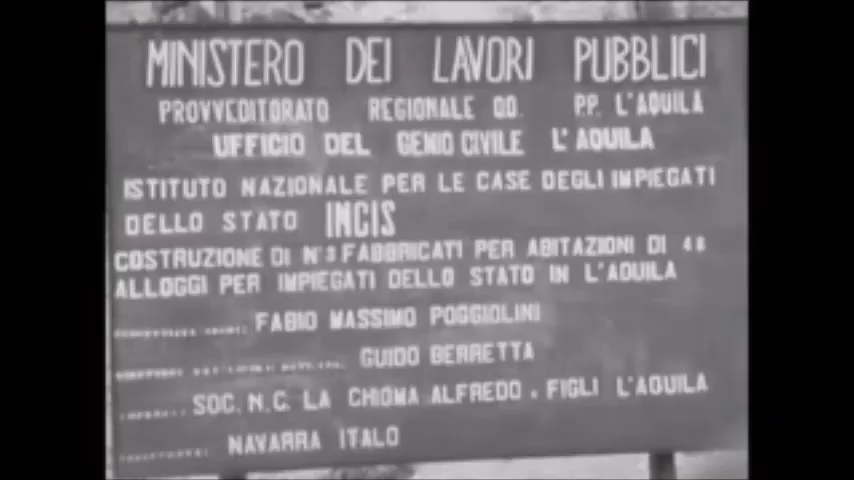 MINISTERO DEI LAVORI PUBBLICI
PROVVEDITORATO REGIONALE OO. P.P. L'AQUILA
UFFICIO DEL GENIO CIVILE L'AQUILA
ISTITUTO NAZIONALE PER LE CASE DEGLI IMPIEGATI
DELLO STATO INCIS
COSTRUZIONE DI N°3 FABBRICATI PER ABITAZIONI DI 48
ALLOGGI PER IMPIEGATI DELLO STATO IN L'AQUILA
FABIO MASSIMO POGGIOLINI
GUIDO BERRETTA
SOC. N.C. LA CHIOMA ALFREDO . FIGLI L'AQUILA
NAVARRA ITALO